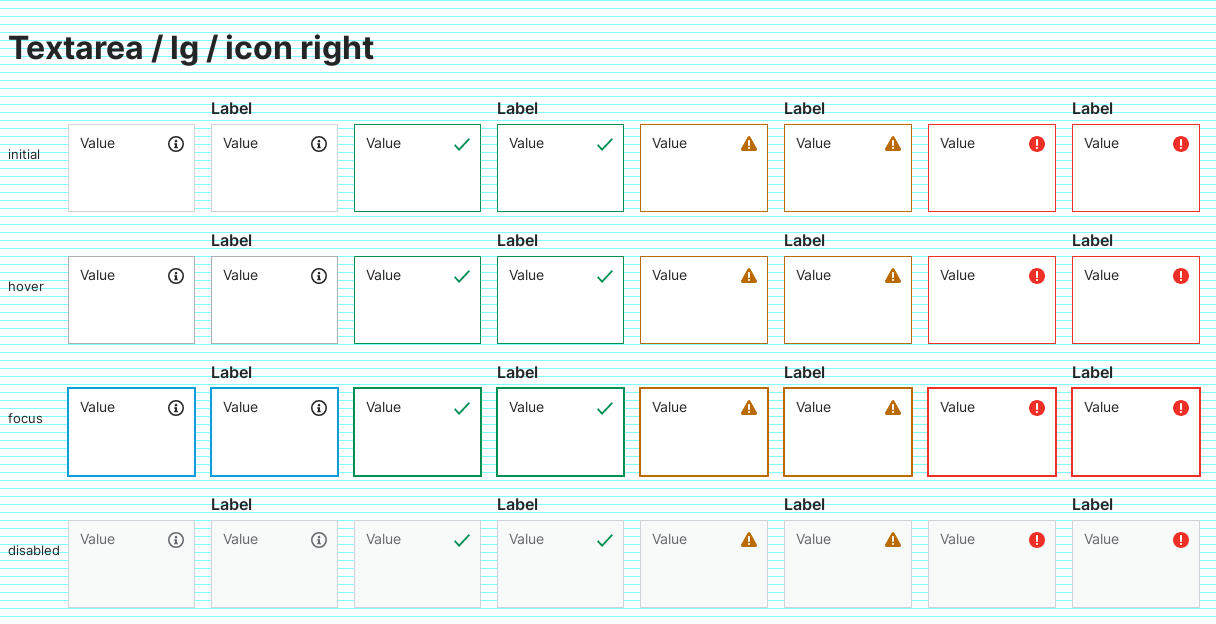 Textarea / lg / icon right
Label Label Label Label
initial Value Value Value Value Value Value Value Value
Label Label Label Label
hover Value Value Value Value Value Value Value Value
Label Label Label Label
focus Value Value Value Value Value Value Value Value
Label Label Label Label
disabled Value Value Value Value Value Value Value Value